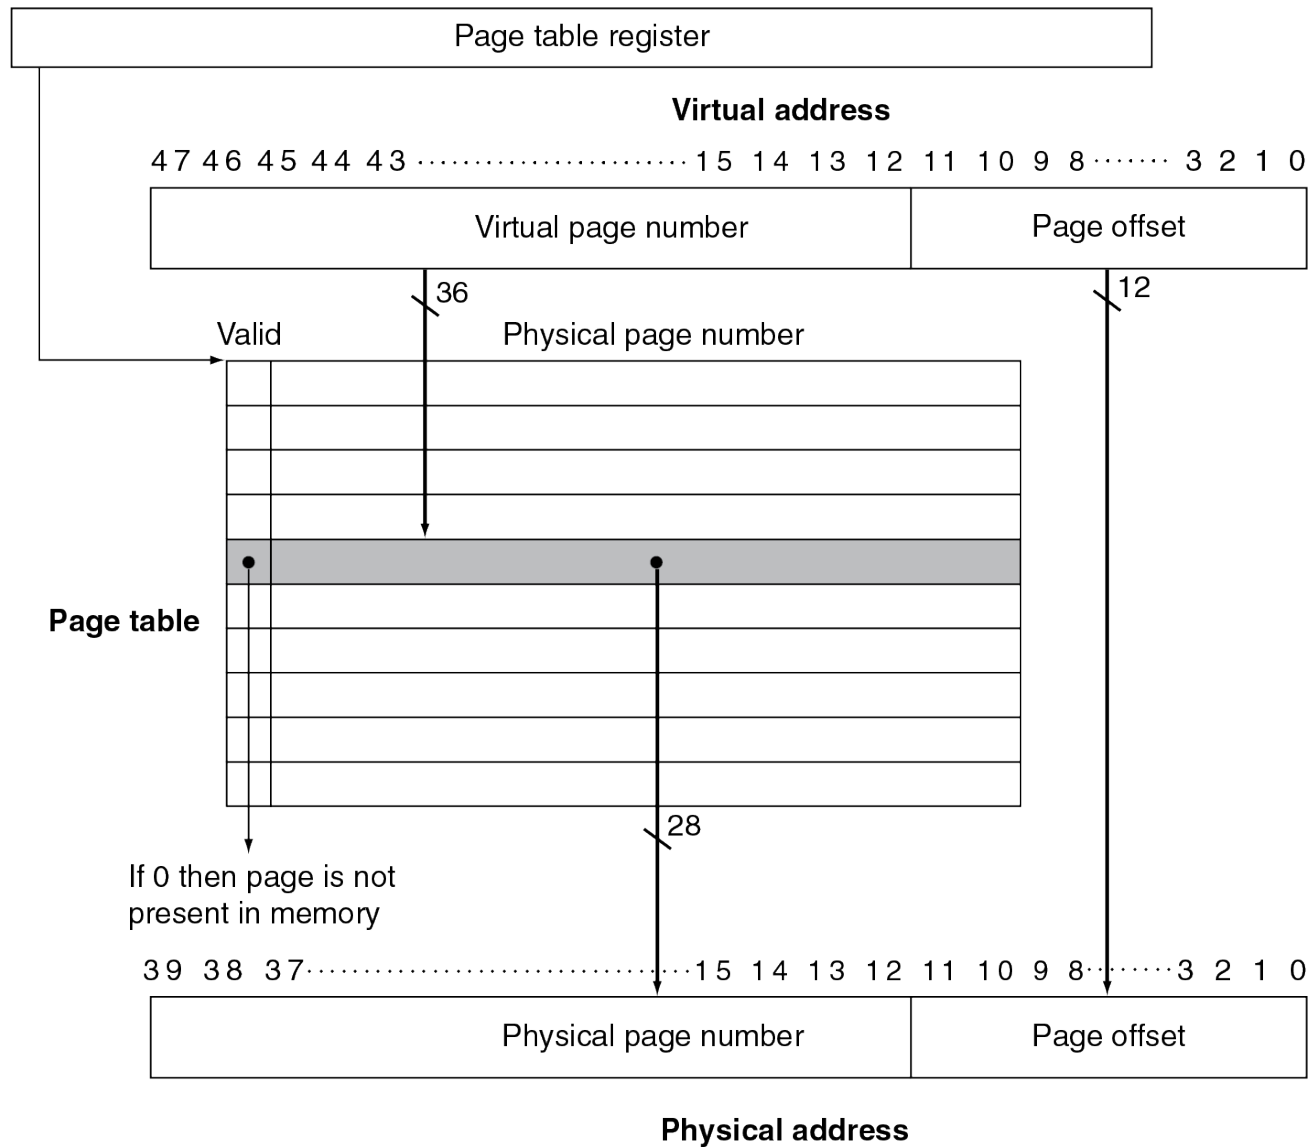 Page table register
Virtual address
47 46 45 44 43 ························ 15 14 13 12 11 10 9 8 ······· 3 2 1 0
Virtual page number Page offset
36 12
Valid Physical page number
Page table
28
If 0 then page is not
present in memory
39 38 37 ·································· 15 14 13 12 11 10 9 8 ········ 3 2 1 0
Physical page number Page offset
Physical address